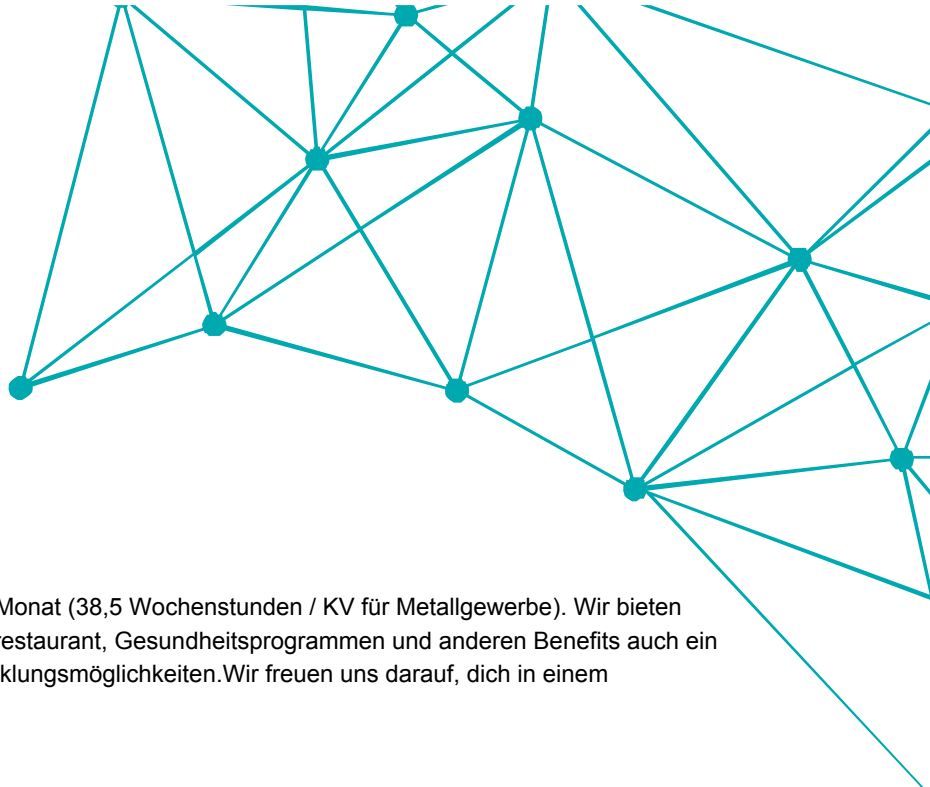 Monat (38,5 Wochenstunden / KV für Metallgewerbe). Wir bieten
restaurant, Gesundheitsprogrammen und anderen Benefits auch ein
klungsmöglichkeiten.Wir freuen uns darauf, dich in einem